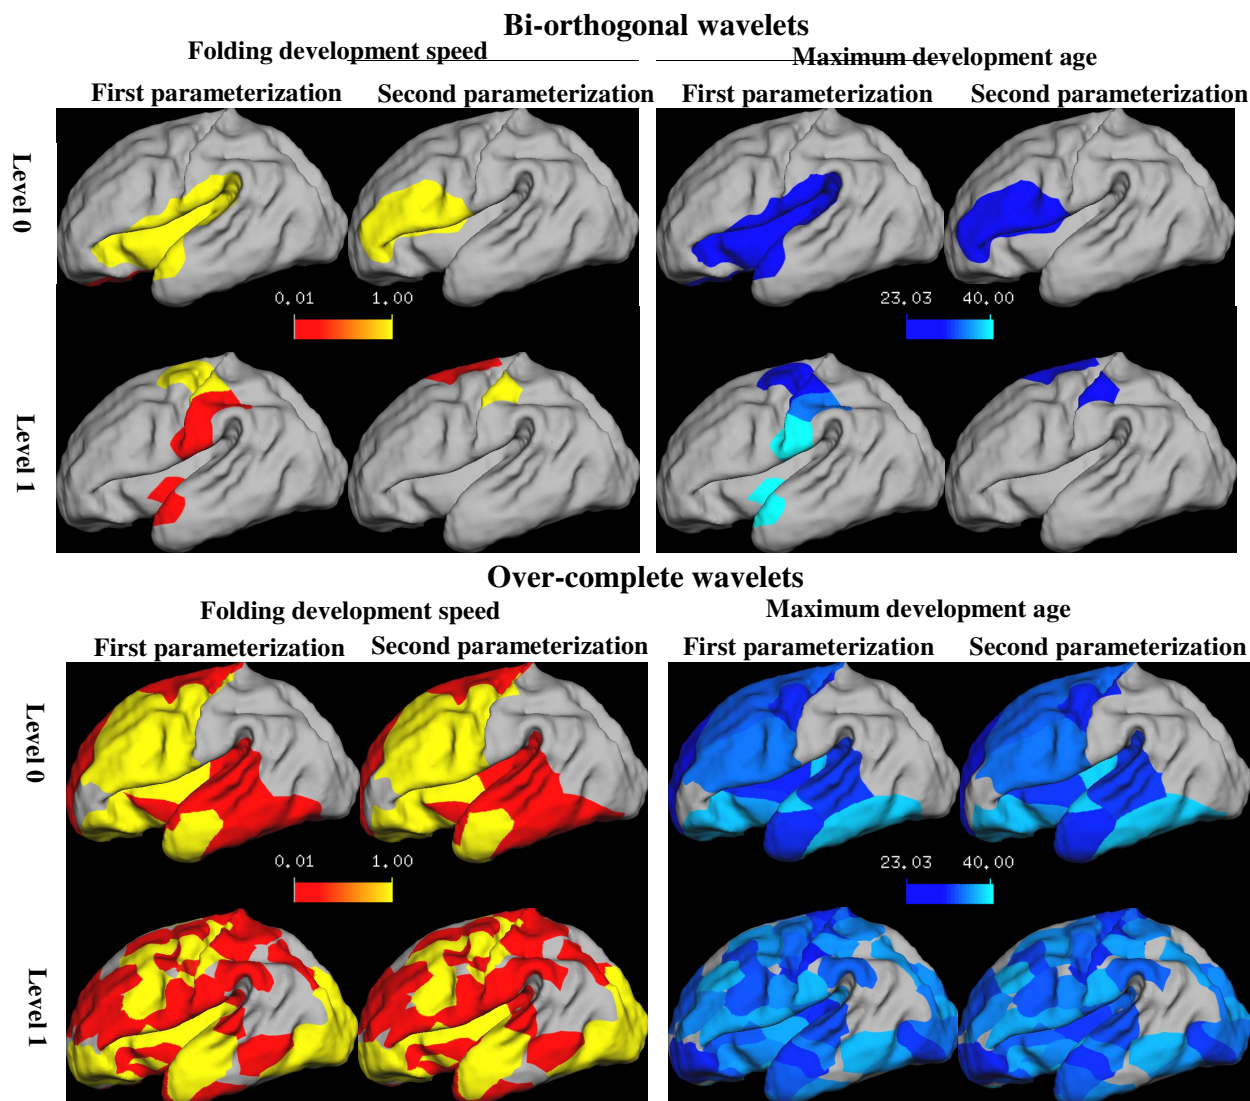 Bi-orthogonal wavelets
Folding development speed
Maximum development age
First parameterization
Second parameterization
First parameterization
Second parameterization
Level 0
0.01
1.00
23.03
40.00
Level 1
Over-complete wavelets
Folding development speed
Maximum development age
First parameterization
Second parameterization
First parameterization
Second parameterization
Level 0
0.01
1.00
23.03
40.00
Level 1